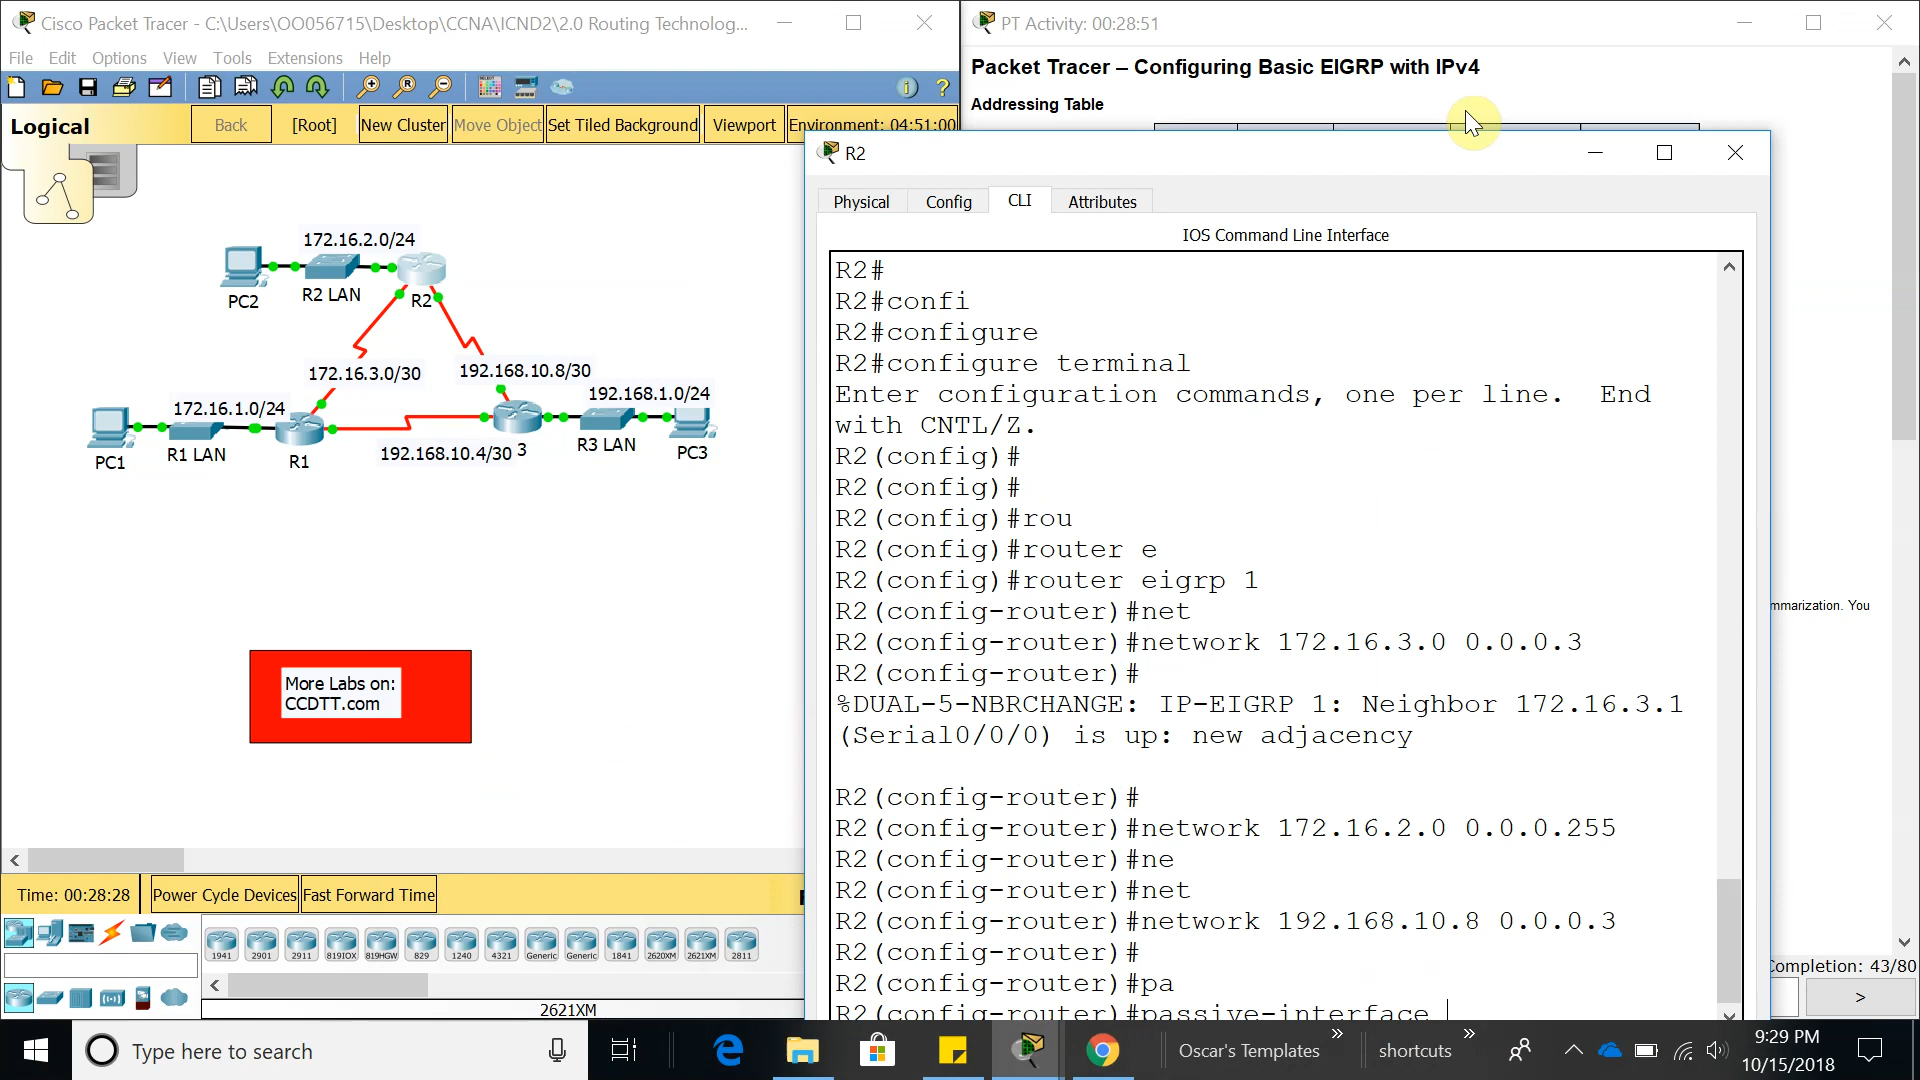 Cisco Packet Tracer - C:\Users\OO056715\Desktop\CCNA\ICND2\2.0 Routing Technolog...
File Edit Options View Tools Extensions Help
Logical
Back
[Root]
New Cluster
Move Object
Set Tiled Background
Viewport
Environment: 04:51:00
172.16.2.0/24
PC2
R2 LAN
R2
172.16.3.0/30
192.168.10.8/30
192.168.1.0/24
172.16.1.0/24
PC1
R1 LAN
R1
192.168.10.4/30
3
R3 LAN
PC3
More Labs on:
CCDTT.com
Time: 00:28:28
Power Cycle Devices
Fast Forward Time
1941 2901 2911 819IOX 819HGW 829 1240 4321 Generic Generic 1841 2620XM 2621XM 2811
2621XM
PT Activity: 00:28:51
Packet Tracer – Configuring Basic EIGRP with IPv4
Addressing Table
R2
Physical Config CLI Attributes
IOS Command Line Interface
R2#
R2#confi
R2#configure
R2#configure terminal
Enter configuration commands, one per line. End
with CNTL/Z.
R2(config)#
R2(config)#
R2(config)#rou
R2(config)#router e
R2(config)#router eigrp 1
R2(config-router)#net
R2(config-router)#network 172.16.3.0 0.0.0.3
R2(config-router)#
%DUAL-5-NBRCHANGE: IP-EIGRP 1: Neighbor 172.16.3.1
(Serial0/0/0) is up: new adjacency
R2(config-router)#
R2(config-router)#network 172.16.2.0 0.0.0.255
R2(config-router)#ne
R2(config-router)#net
R2(config-router)#network 192.168.10.8 0.0.0.3
R2(config-router)#
R2(config-router)#pa
R2(config-router)#passive-interface
mmarization. You
Completion: 43/80
>
Type here to search
Oscar's Templates
shortcuts
9:29 PM
10/15/2018